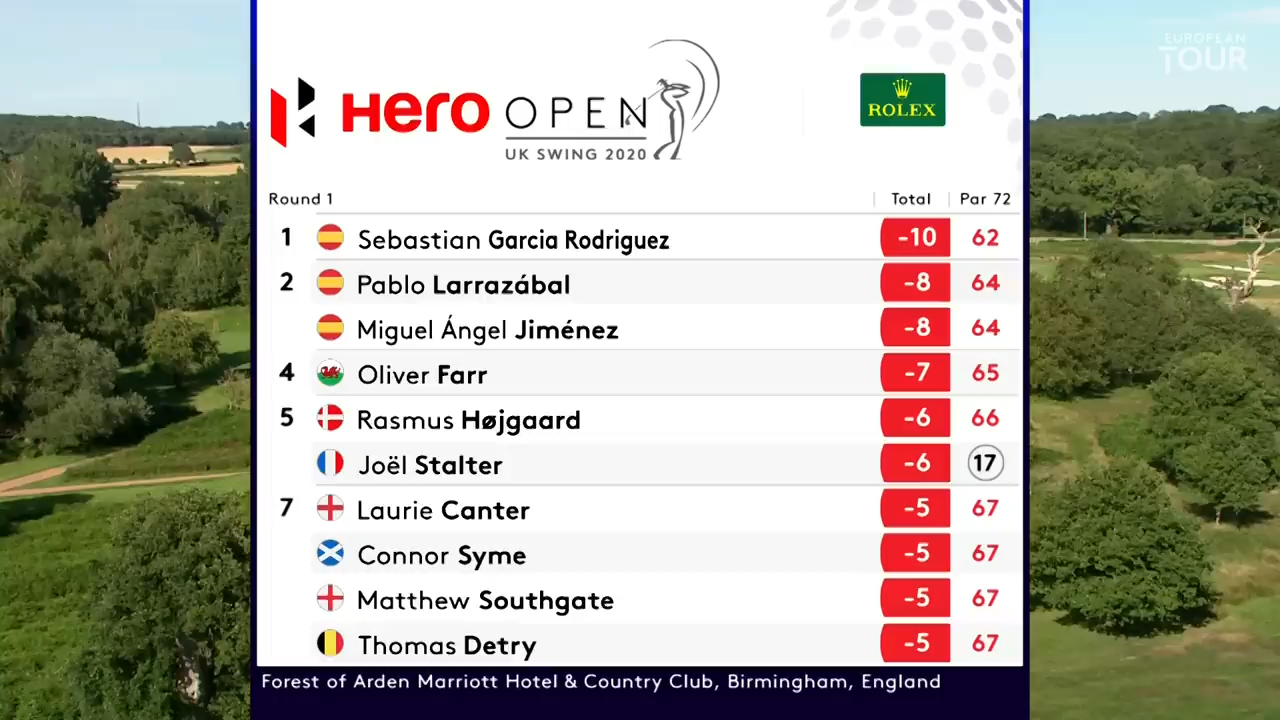 EUROPEAN
TOUR
HERO OPEN
UK SWING 2020
ROLEX
Round 1 Total Par 72
1 Sebastian Garcia Rodriguez -10 62
2 Pablo Larrazábal -8 64
Miguel Ángel Jiménez -8 64
4 Oliver Farr -7 65
5 Rasmus Højgaard -6 66
Joël Stalter -6 17
7 Laurie Canter -5 67
Connor Syme -5 67
Matthew Southgate -5 67
Thomas Detry -5 67
Forest of Arden Marriott Hotel & Country Club, Birmingham, England